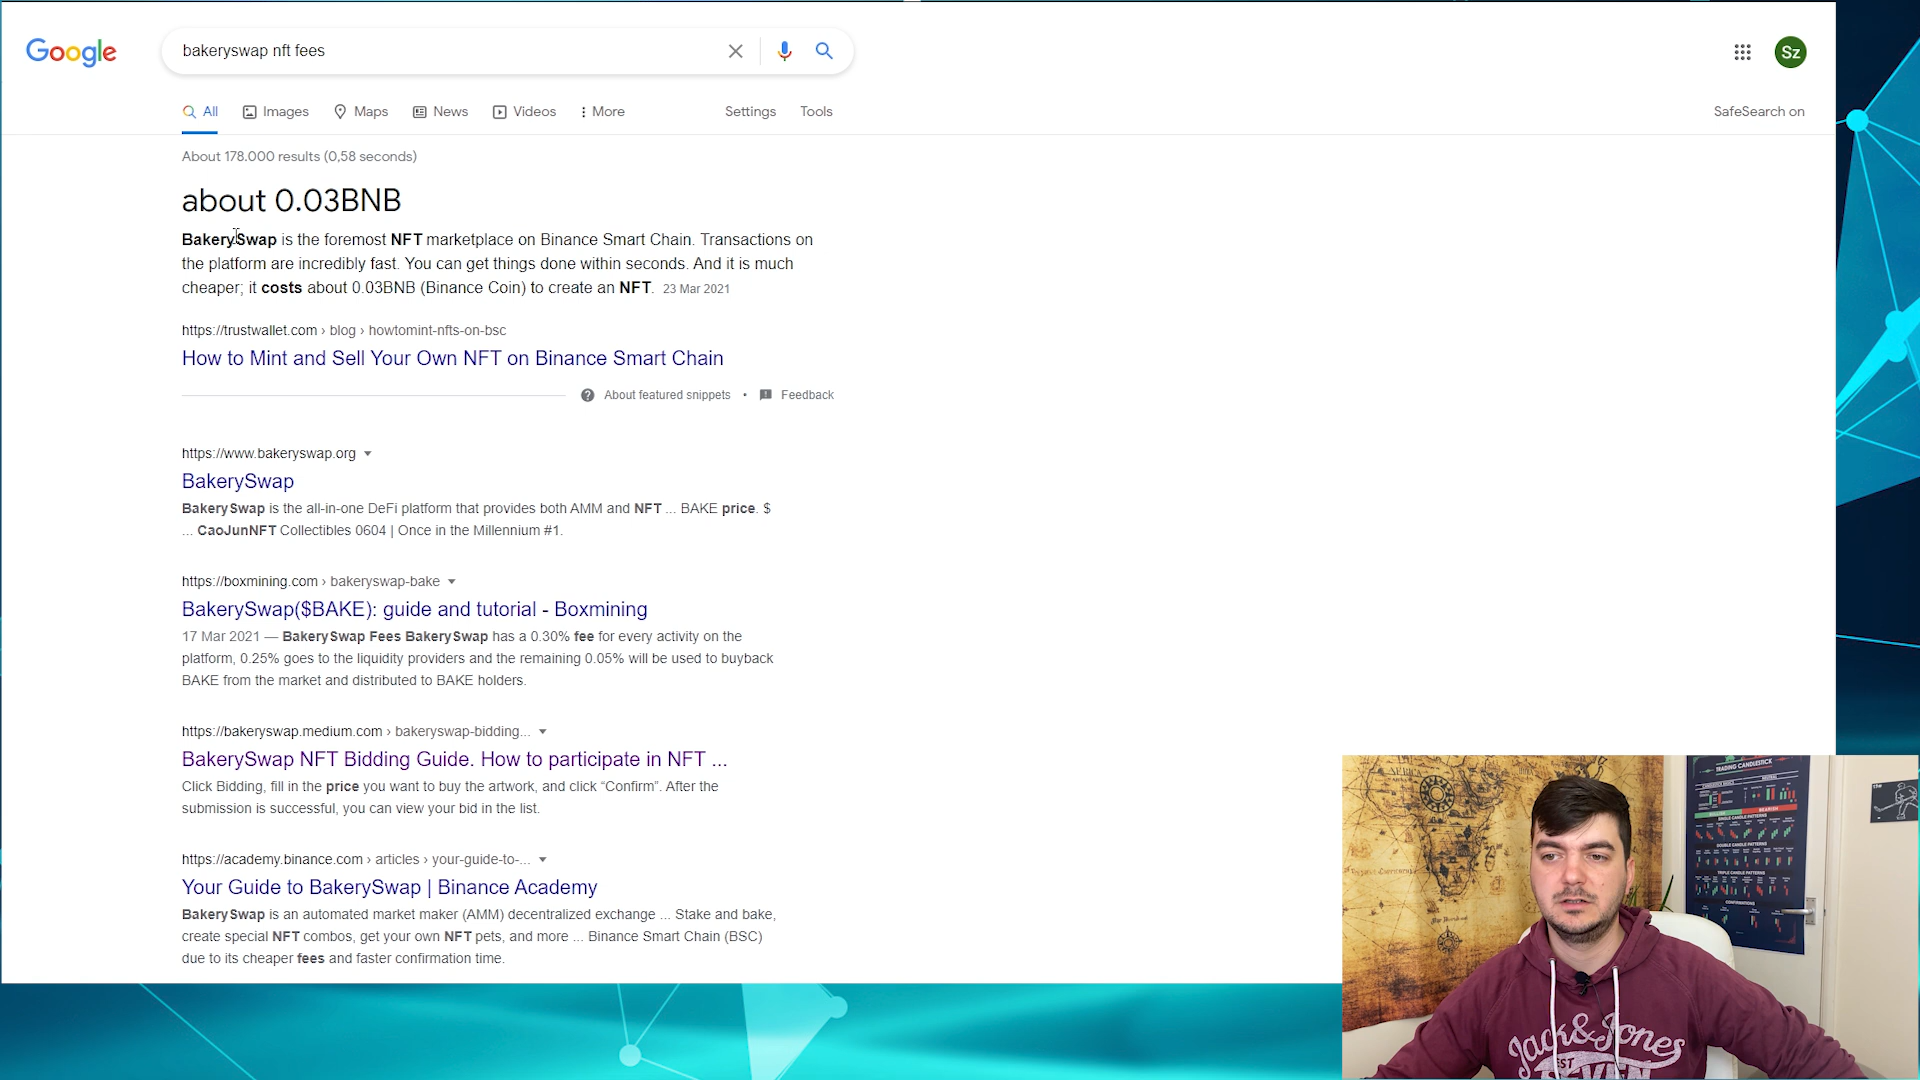 Google
bakeryswap nft fees
Sz
All
Images
Maps
News
Videos
More
Settings
Tools
SafeSearch on
About 178.000 results (0,58 seconds)
about 0.03BNB
BakerySwap is the foremost NFT marketplace on Binance Smart Chain. Transactions on
the platform are incredibly fast. You can get things done within seconds. And it is much
cheaper; it costs about 0.03BNB (Binance Coin) to create an NFT. 23 Mar 2021
https://trustwallet.com › blog › howtomint-nfts-on-bsc
How to Mint and Sell Your Own NFT on Binance Smart Chain
About featured snippets • Feedback
https://www.bakeryswap.org
BakerySwap
BakerySwap is the all-in-one DeFi platform that provides both AMM and NFT ... BAKE price. $
... CaoJunNFT Collectibles 0604 | Once in the Millennium #1.
https://boxmining.com › bakeryswap-bake
BakerySwap($BAKE): guide and tutorial - Boxmining
17 Mar 2021 — BakerySwap Fees BakerySwap has a 0.30% fee for every activity on the
platform, 0.25% goes to the liquidity providers and the remaining 0.05% will be used to buyback
BAKE from the market and distributed to BAKE holders.
https://bakeryswap.medium.com › bakeryswap-bidding...
BakerySwap NFT Bidding Guide. How to participate in NFT ...
Click Bidding, fill in the price you want to buy the artwork, and click “Confirm”. After the
submission is successful, you can view your bid in the list.
https://academy.binance.com › articles › your-guide-to-...
Your Guide to BakerySwap | Binance Academy
BakerySwap is an automated market maker (AMM) decentralized exchange ... Stake and bake,
create special NFT combos, get your own NFT pets, and more ... Binance Smart Chain (BSC)
due to its cheaper fees and faster confirmation time.
TRADING CANDLESTICK
Jack & Jones